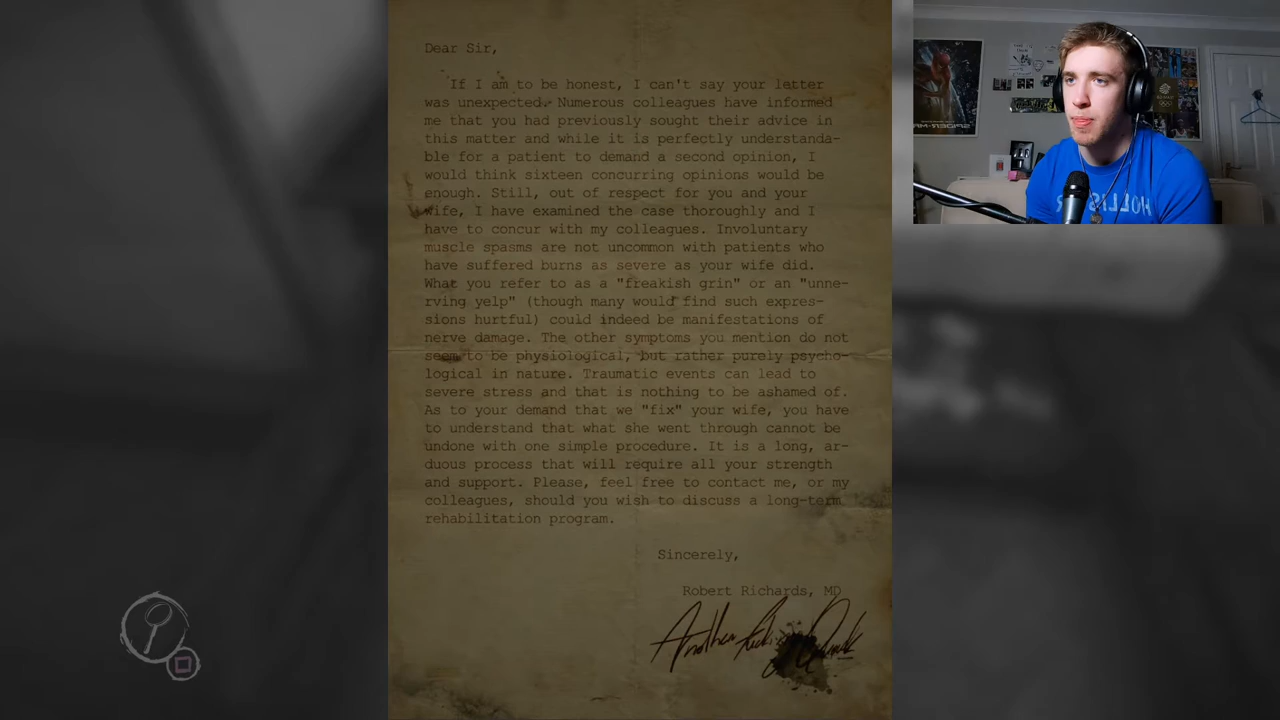 Dear Sir,
If I am to be honest, I can't say your letter
was unexpected. Numerous colleagues have informed
me that you had previously sought their advice in
this matter and while it is perfectly understanda-
ble for a patient to demand a second opinion, I
would think sixteen concurring opinions would be
enough. Still, out of respect for you and your
wife, I have examined the case thoroughly and I
have to concur with my colleagues. Involuntary
muscle spasms are not uncommon with patients who
have suffered burns as severe as your wife did.
What you refer to as a "freakish grin" or an "unne-
rving yelp" (though many would find such expres-
sions hurtful) could indeed be manifestations of
nerve damage. The other symptoms you mention do not
seem to be physiological, but rather purely psycho-
logical in nature. Traumatic events can lead to
severe stress and that is nothing to be ashamed of.
As to your demand that we "fix" your wife, you have
to understand that what she went through cannot be
undone with one simple procedure. It is a long, ar-
duous process that will require all your strength
and support. Please, feel free to contact me, or my
colleagues, should you wish to discuss a long-term
rehabilitation program.
Sincerely,
Robert Richards, MD
Another
SPIDER-MAN
HOLLISTER